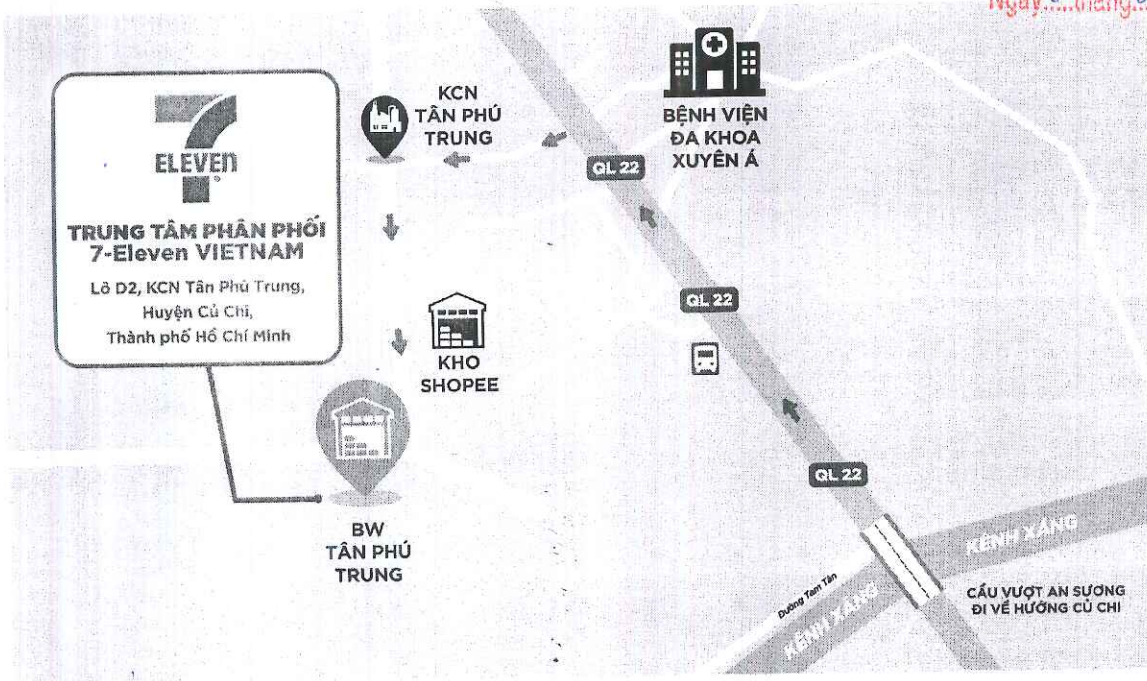 Ngày.....tháng...
7
ELEVEN
TRUNG TÂM PHÂN PHỐI
7-Eleven VIETNAM
Lô D2, KCN Tân Phú Trung,
Huyện Củ Chi,
Thành phố Hồ Chí Minh
KCN
TÂN PHÚ
TRUNG
BỆNH VIỆN
ĐA KHOA
XUYÊN Á
QL 22
QL 22
KHO
SHOPEE
QL 22
BW
TÂN PHÚ
TRUNG
KÊNH XÁNG
Đường Tam Tân
KÊNH XÁNG
CẦU VƯỢT AN SƯƠNG
ĐI VỀ HƯỚNG CỦ CHI